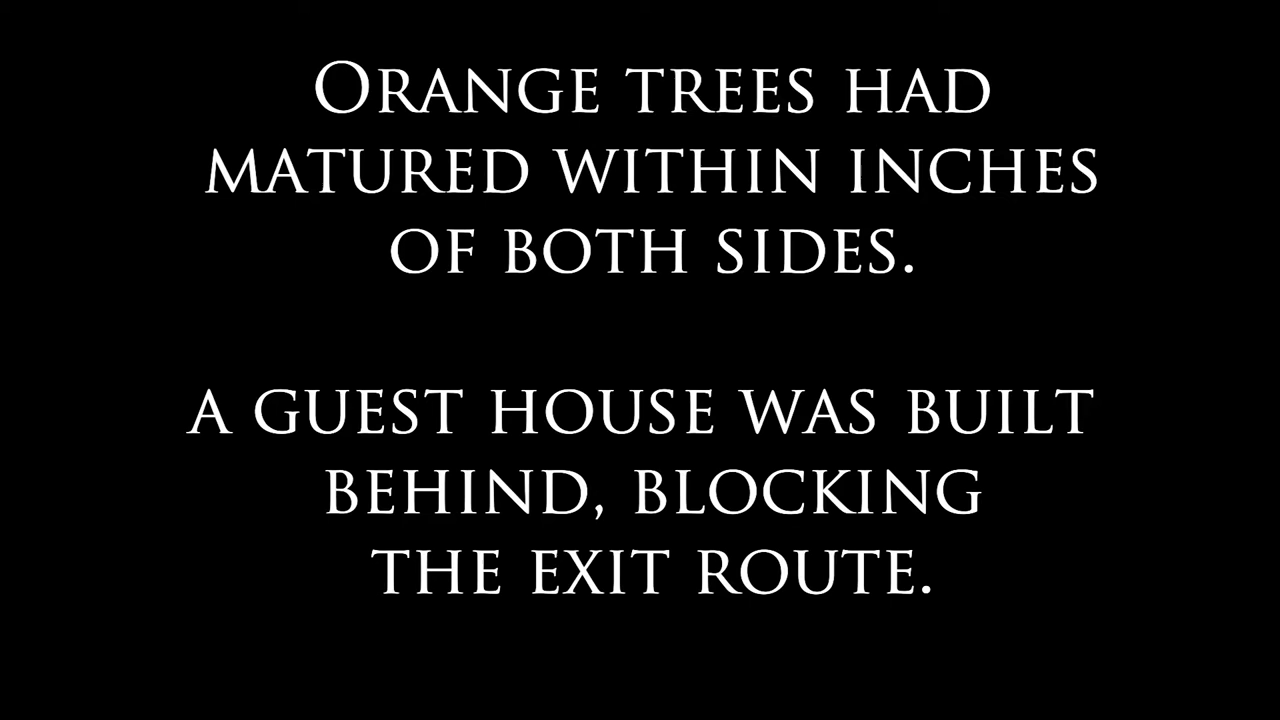 ORANGE TREES HAD
MATURED WITHIN INCHES
OF BOTH SIDES.
A GUEST HOUSE WAS BUILT
BEHIND, BLOCKING
THE EXIT ROUTE.